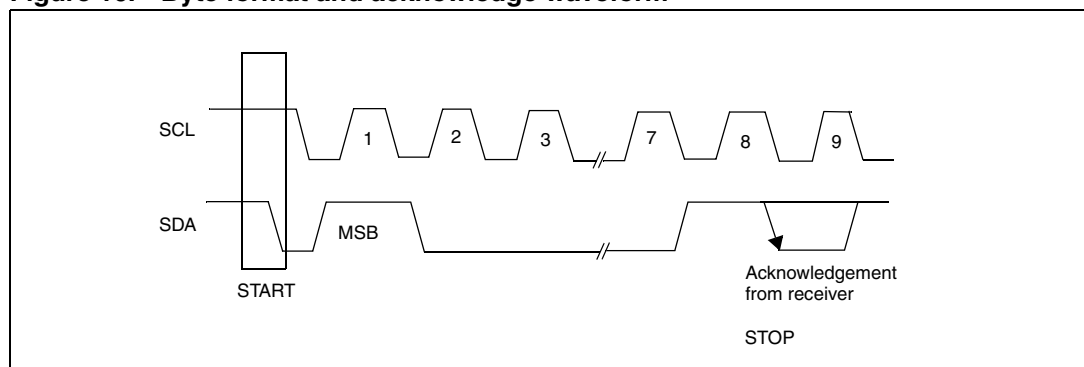 SCL
1
2
3
7
8
9
SDA
MSB
START
Acknowledgement
from receiver
STOP